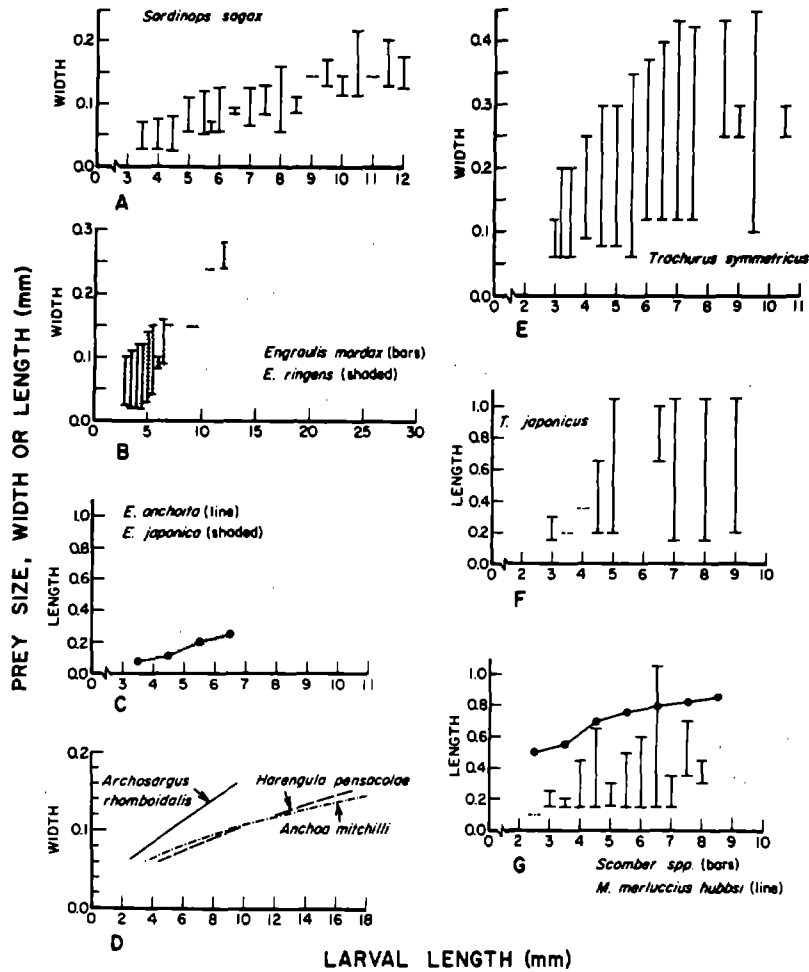 PREY SIZE, WIDTH OR LENGTH (mm)
Sardinops sagax
WIDTH
0.2
0.1
0.0
0 3 4 5 6 7 8 9 10 11 12
A
WIDTH
0.3
0.2
0.1
0.0
0 5 10 15 20 25 30
Engraulis mordax (bars)
E. ringens (shaded)
B
E. anchoita (line)
E. japonica (shaded)
LENGTH
1.0
0.8
0.6
0.4
0.2
0.0
0 3 4 5 6 7 8 9 10 11
C
WIDTH
0.2
0.1
0.0
0 2 4 6 8 10 12 14 16 18
Archosargus
rhomboidalis
Harengula pensacolae
Anchoa mitchilli
D
WIDTH
0.4
0.3
0.2
0.1
0.0
0 2 3 4 5 6 7 8 9 10 11
Trachurus symmetricus
E
T. japonicus
LENGTH
1.0
0.8
0.6
0.4
0.2
0
0 2 3 4 5 6 7 8 9 10
F
LENGTH
1.0
0.8
0.6
0.4
0.2
0
0 2 3 4 5 6 7 8 9 10
G
Scomber spp. (bars)
M. merluccius hubbsi (line)
LARVAL LENGTH (mm)